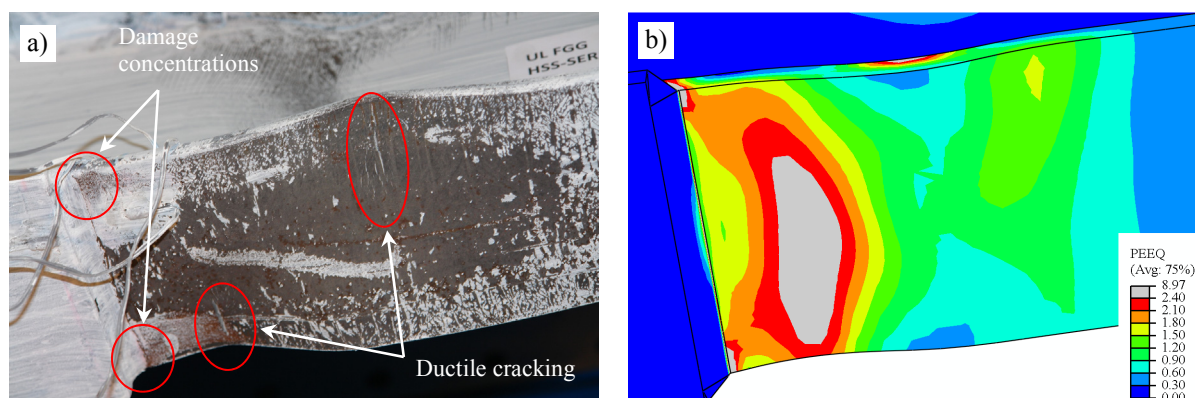 a)
Damage
concentrations
UL FGG
HSS-SER
Ductile cracking
b)
PEEQ
(Avg: 75%)
8.97
2.40
2.10
1.80
1.50
1.20
0.90
0.60
0.30
0.00